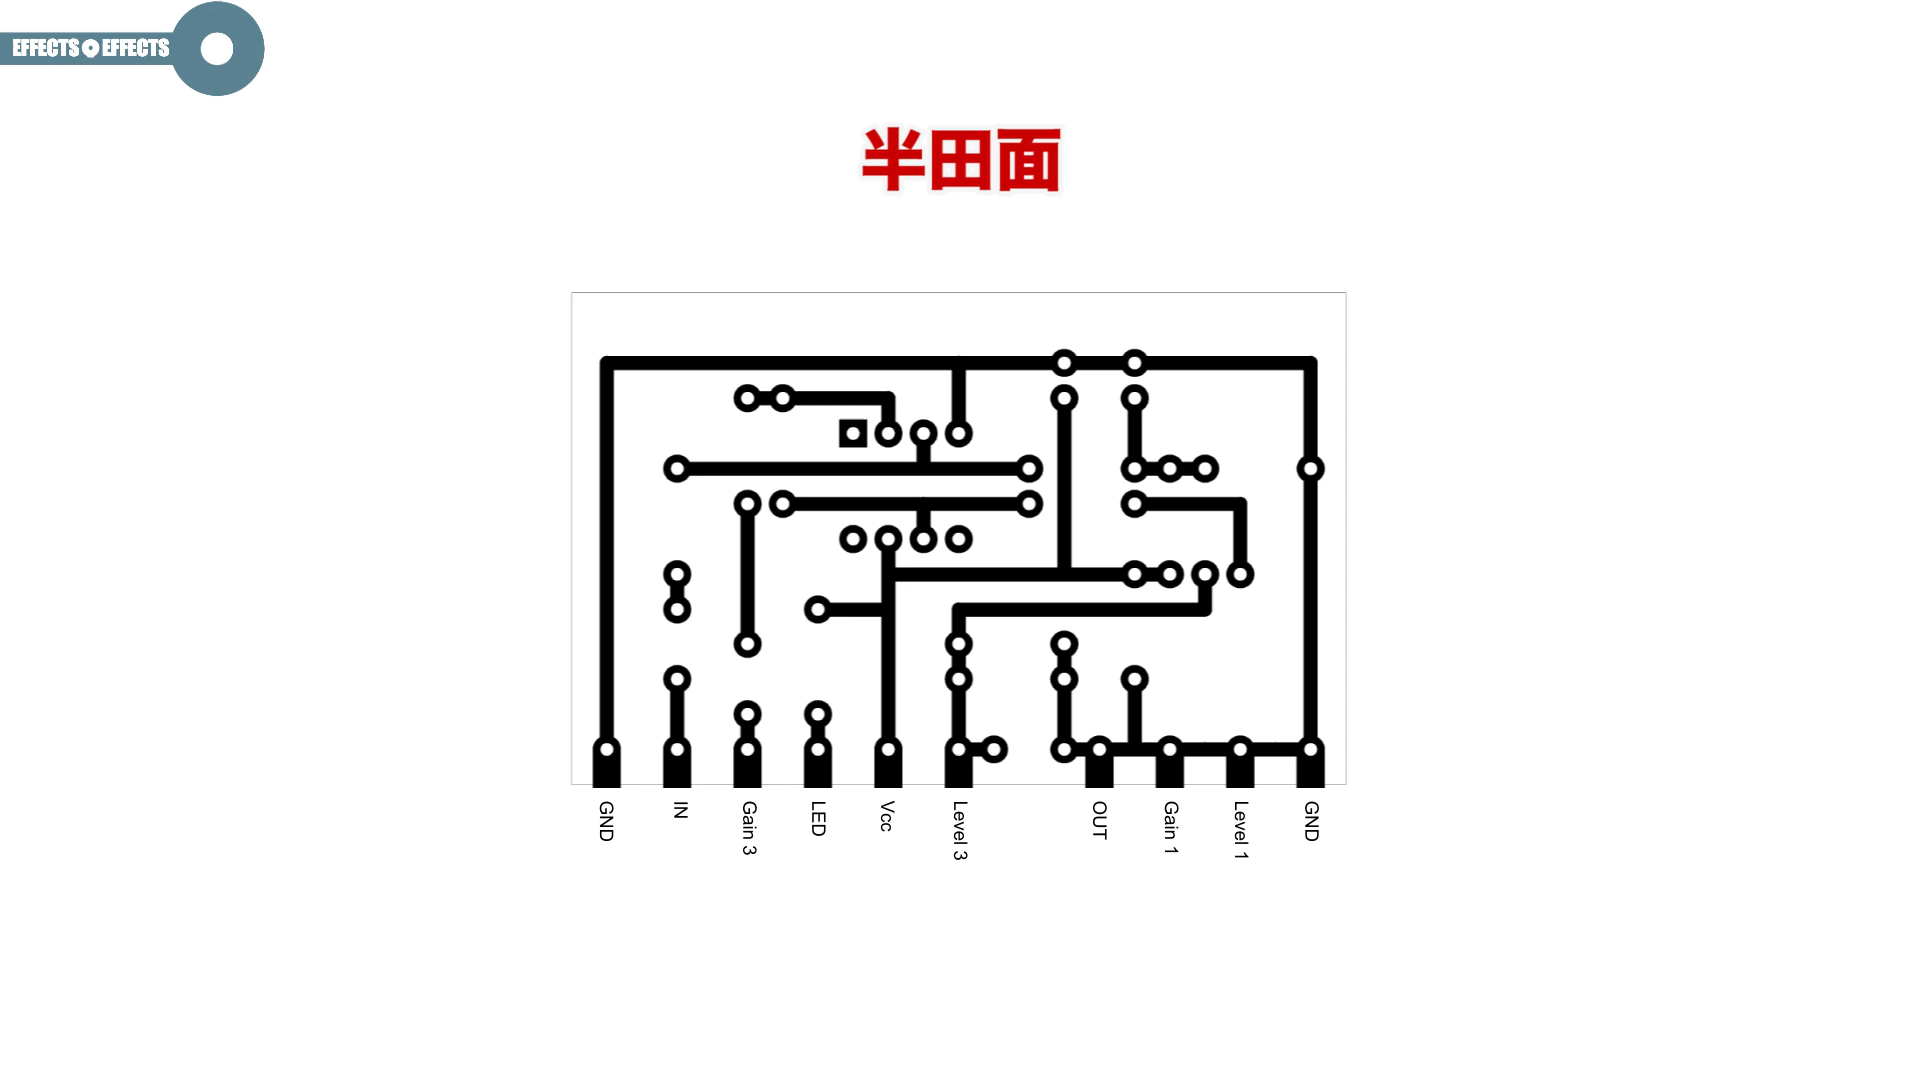 EFFECTS EFFECTS
半田面
GND
IN
Gain 3
LED
Vcc
Level 3
OUT
Gain 1
Level 1
GND